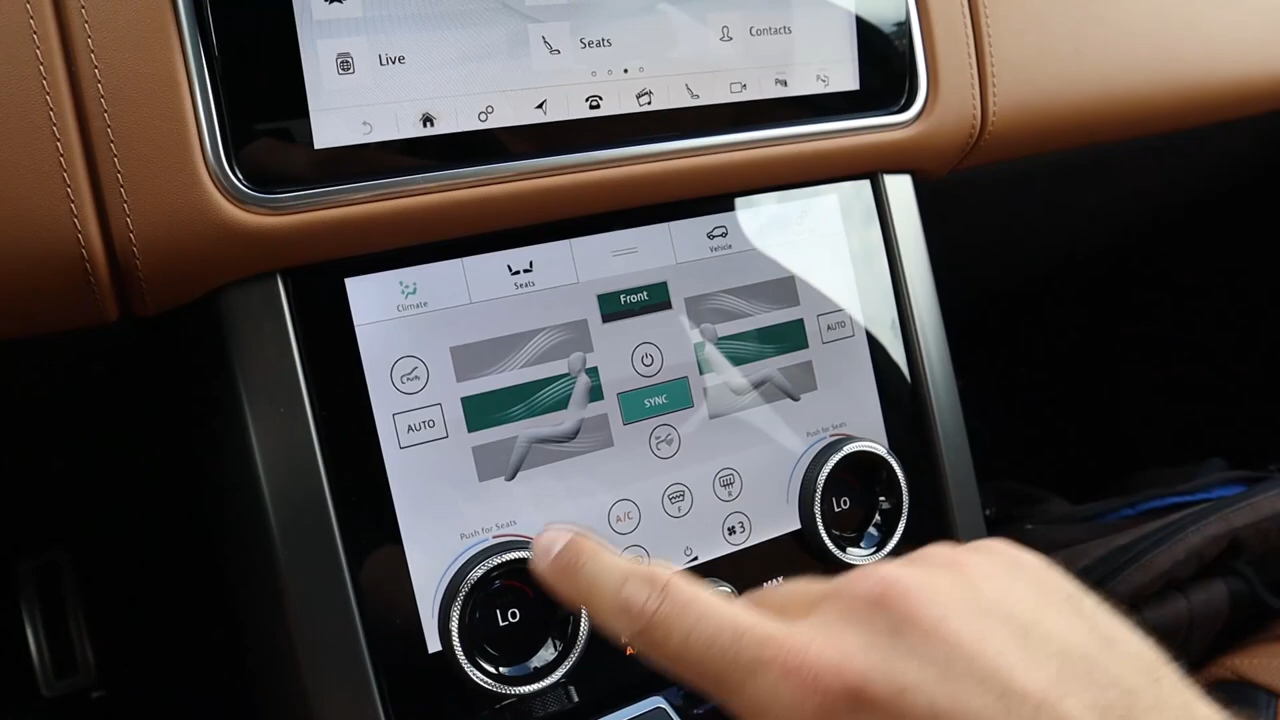 Live
Seats
Contacts
Climate
Seats
Vehicle
Front
Purify
AUTO
SYNC
AUTO
Push for Seats
Push for Seats
A/C
F
R
3
Lo
Lo
MAX